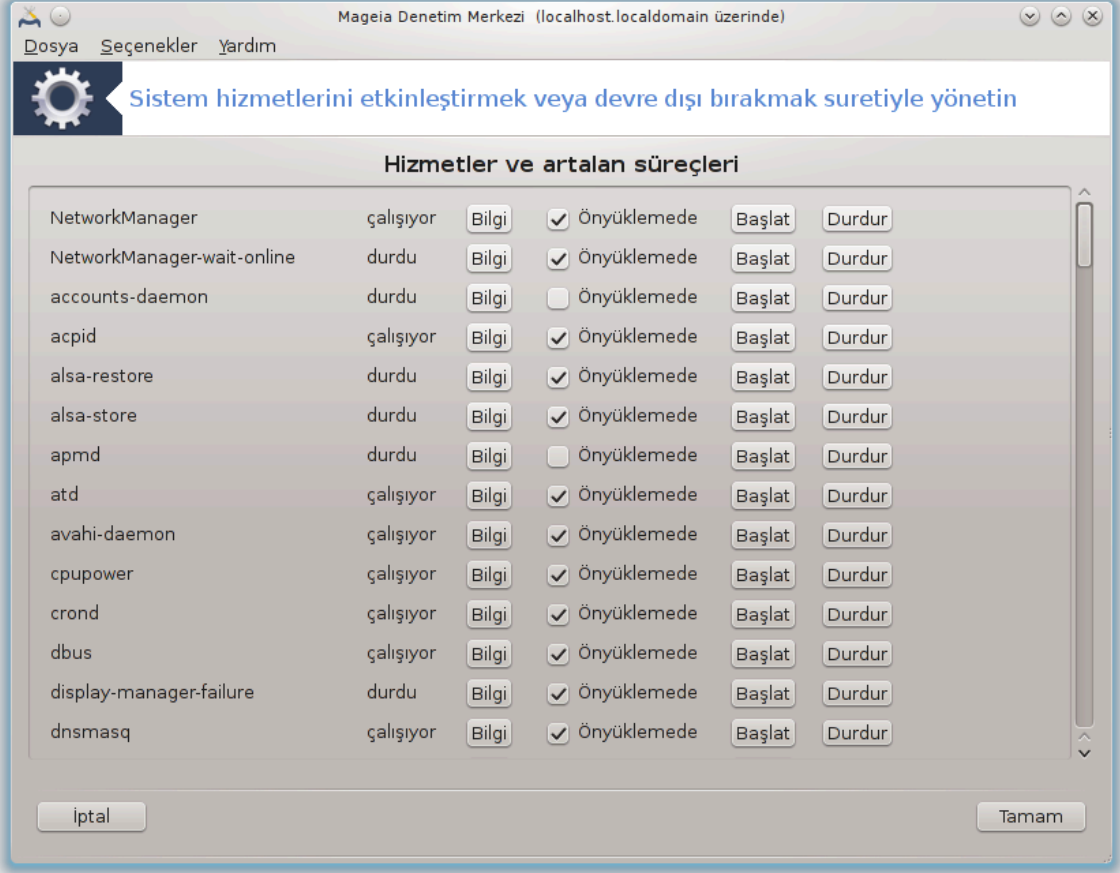 Mageia Denetim Merkezi (localhost.localdomain üzerinde)
Dosya Seçenekler Yardım
Sistem hizmetlerini etkinleştirmek veya devre dışı bırakmak suretiyle yönetin
Hizmetler ve artalan süreçleri
NetworkManager çalışıyor Bilgi Önyüklemede Başlat Durdur
NetworkManager-wait-online durdu Bilgi Önyüklemede Başlat Durdur
accounts-daemon durdu Bilgi Önyüklemede Başlat Durdur
acpid çalışıyor Bilgi Önyüklemede Başlat Durdur
alsa-restore durdu Bilgi Önyüklemede Başlat Durdur
alsa-store durdu Bilgi Önyüklemede Başlat Durdur
apmd durdu Bilgi Önyüklemede Başlat Durdur
atd çalışıyor Bilgi Önyüklemede Başlat Durdur
avahi-daemon çalışıyor Bilgi Önyüklemede Başlat Durdur
cpupower çalışıyor Bilgi Önyüklemede Başlat Durdur
crond çalışıyor Bilgi Önyüklemede Başlat Durdur
dbus çalışıyor Bilgi Önyüklemede Başlat Durdur
display-manager-failure durdu Bilgi Önyüklemede Başlat Durdur
dnsmasq çalışıyor Bilgi Önyüklemede Başlat Durdur
İptal Tamam